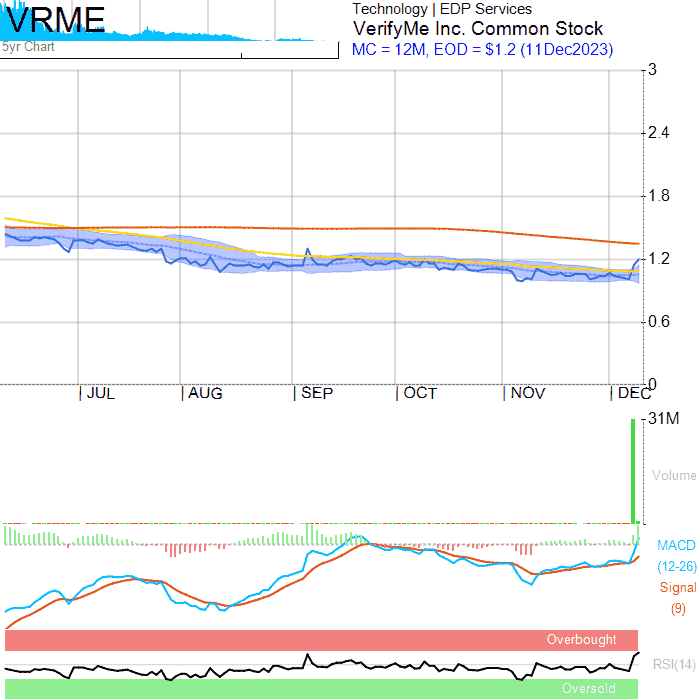 VRME
5yr Chart
Technology | EDP Services
VerifyMe Inc. Common Stock
MC = 12M, EOD = $1.2 (11Dec2023)
3
2.4
1.8
1.2
0.6
0
JUL AUG SEP OCT NOV DEC
31M
Volume
MACD
(12-26)
Signal
(9)
Overbought
RSI(14)
Oversold